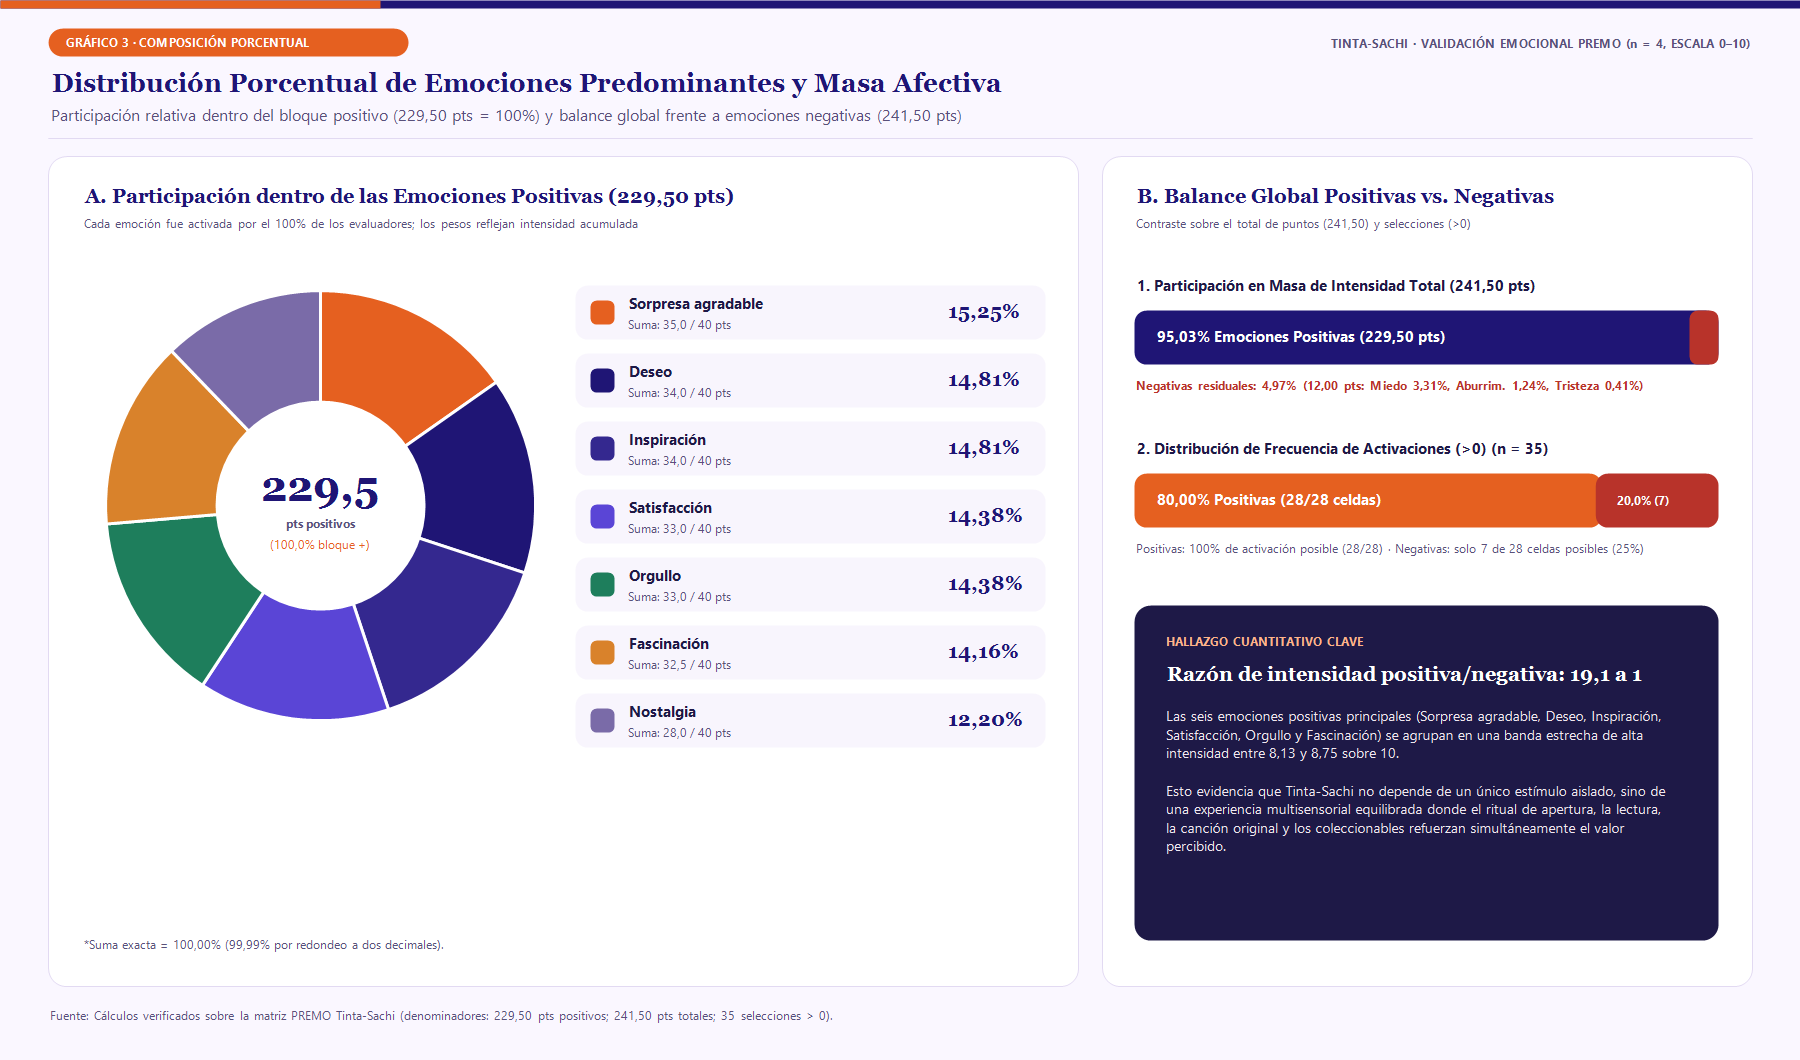 GRÁFICO 3 · COMPOSICIÓN PORCENTUAL
TINTA-SACHI · VALIDACIÓN EMOCIONAL PREMO (n = 4, ESCALA 0–10)
Distribución Porcentual de Emociones Predominantes y Masa Afectiva
Participación relativa dentro del bloque positivo (229,50 pts = 100%) y balance global frente a emociones negativas (241,50 pts)
A. Participación dentro de las Emociones Positivas (229,50 pts)
Cada emoción fue activada por el 100% de los evaluadores; los pesos reflejan intensidad acumulada
229,5
pts positivos
(100,0% bloque +)
Sorpresa agradable
Suma: 35,0 / 40 pts
15,25%
Deseo
Suma: 34,0 / 40 pts
14,81%
Inspiración
Suma: 34,0 / 40 pts
14,81%
Satisfacción
Suma: 33,0 / 40 pts
14,38%
Orgullo
Suma: 33,0 / 40 pts
14,38%
Fascinación
Suma: 32,5 / 40 pts
14,16%
Nostalgia
Suma: 28,0 / 40 pts
12,20%
*Suma exacta = 100,00% (99,99% por redondeo a dos decimales).
B. Balance Global Positivas vs. Negativas
Contraste sobre el total de puntos (241,50) y selecciones (>0)
1. Participación en Masa de Intensidad Total (241,50 pts)
95,03% Emociones Positivas (229,50 pts)
Negativas residuales: 4,97% (12,00 pts: Miedo 3,31%, Aburrim. 1,24%, Tristeza 0,41%)
2. Distribución de Frecuencia de Activaciones (>0) (n = 35)
80,00% Positivas (28/28 celdas)
20,0% (7)
Positivas: 100% de activación posible (28/28) · Negativas: solo 7 de 28 celdas posibles (25%)
HALLAZGO CUANTITATIVO CLAVE
Razón de intensidad positiva/negativa: 19,1 a 1
Las seis emociones positivas principales (Sorpresa agradable, Deseo, Inspiración,
Satisfacción, Orgullo y Fascinación) se agrupan en una banda estrecha de alta
intensidad entre 8,13 y 8,75 sobre 10.
Esto evidencia que Tinta-Sachi no depende de un único estímulo aislado, sino de
una experiencia multisensorial equilibrada donde el ritual de apertura, la lectura,
la canción original y los coleccionables refuerzan simultáneamente el valor
percibido.
Fuente: Cálculos verificados sobre la matriz PREMO Tinta-Sachi (denominadores: 229,50 pts positivos; 241,50 pts totales; 35 selecciones > 0).